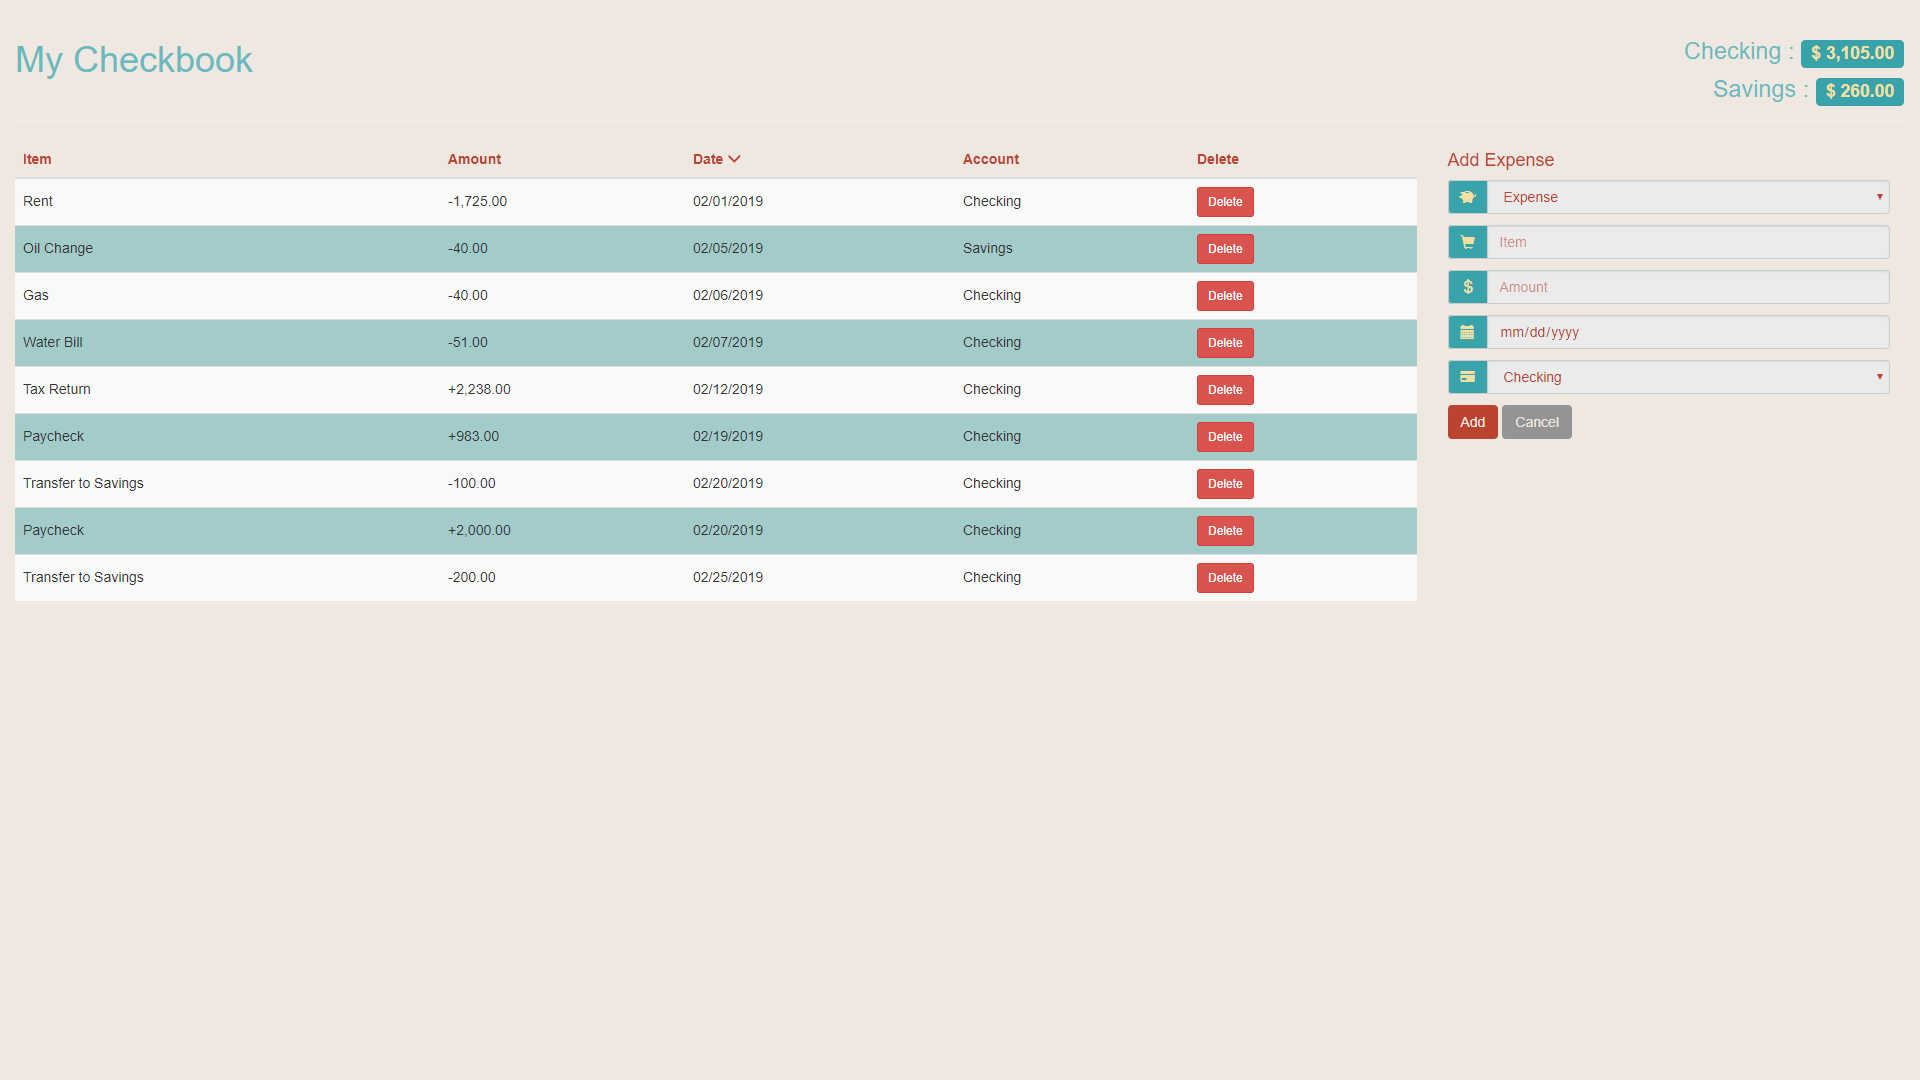 My Checkbook
Checking : $ 3,105.00
Savings : $ 260.00
Item Amount Date Account Delete
Rent -1,725.00 02/01/2019 Checking Delete
Oil Change -40.00 02/05/2019 Savings Delete
Gas -40.00 02/06/2019 Checking Delete
Water Bill -51.00 02/07/2019 Checking Delete
Tax Return +2,238.00 02/12/2019 Checking Delete
Paycheck +983.00 02/19/2019 Checking Delete
Transfer to Savings -100.00 02/20/2019 Checking Delete
Paycheck +2,000.00 02/20/2019 Checking Delete
Transfer to Savings -200.00 02/25/2019 Checking Delete
Add Expense
Expense
Item
$ Amount
mm/dd/yyyy
Checking
Add Cancel